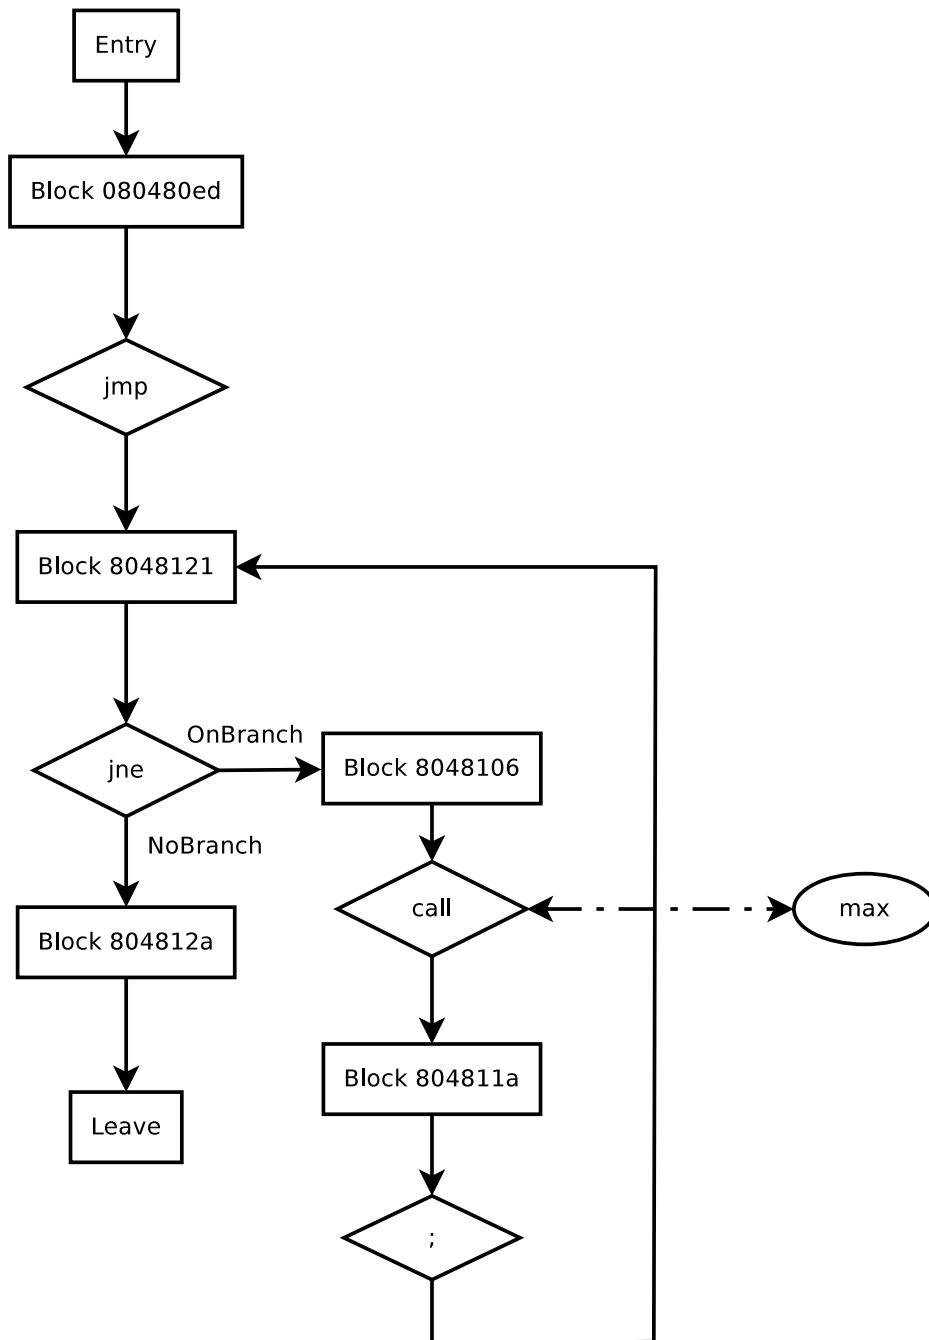 Entry
Block 080480ed
jmp
Block 8048121
OnBranch
jne
Block 8048106
NoBranch
call
max
Block 804812a
Block 804811a
Leave
;